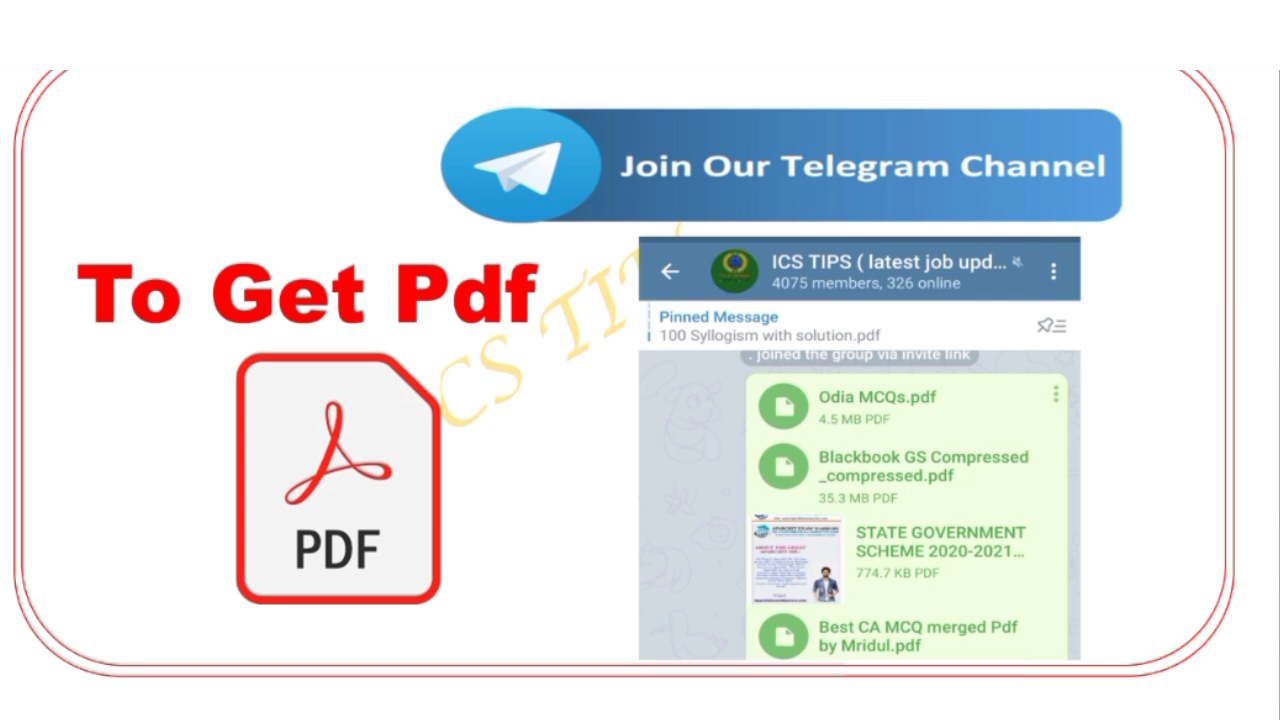 Join Our Telegram Channel
To Get Pdf
PDF
ICS TIPS ( latest job upd...
4075 members, 326 online
Pinned Message
100 Syllogism with solution.pdf
. joined the group via invite link
Odia MCQs.pdf
4.5 MB PDF
Blackbook GS Compressed
_compressed.pdf
35.3 MB PDF
STATE GOVERNMENT
SCHEME 2020-2021...
774.7 KB PDF
Best CA MCQ merged Pdf
by Mridul.pdf